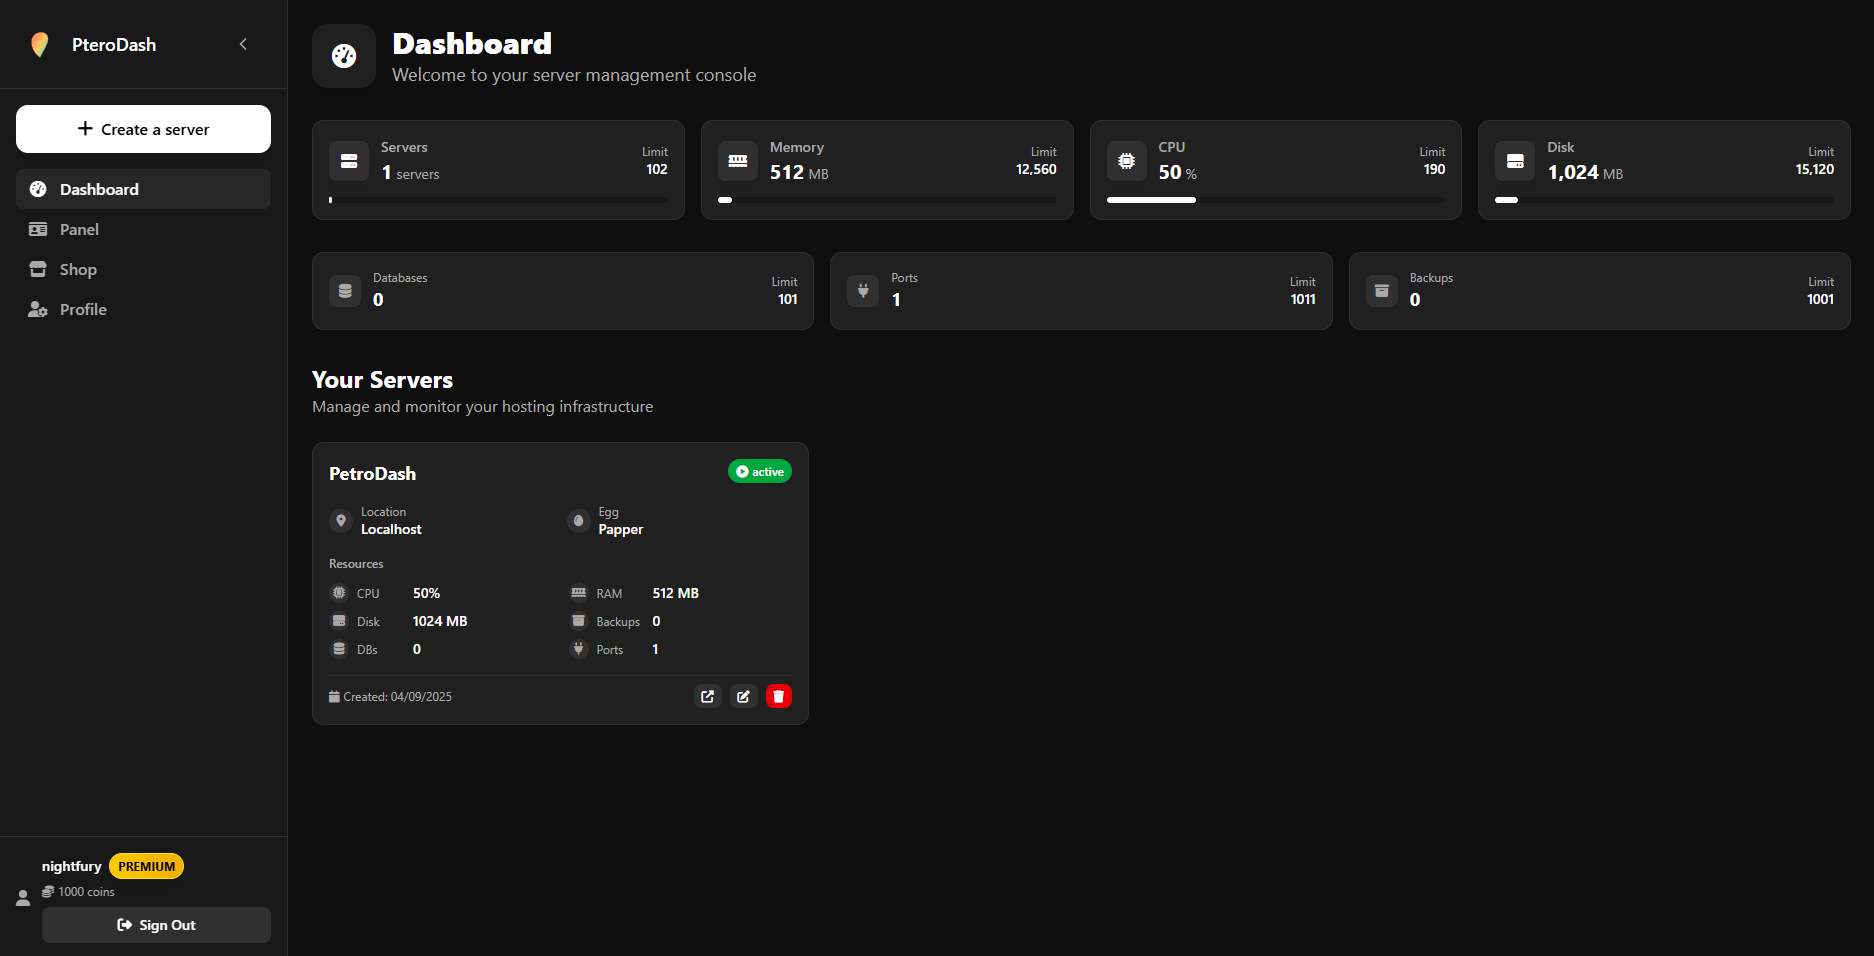 PteroDash
Create a server
Dashboard
Panel
Shop
Profile
nightfury PREMIUM
1000 coins
Sign Out
Dashboard
Welcome to your server management console
Servers
1 servers
Limit
102
Memory
512 MB
Limit
12,560
CPU
50 %
Limit
190
Disk
1,024 MB
Limit
15,120
Databases
0
Limit
101
Ports
1
Limit
1011
Backups
0
Limit
1001
Your Servers
Manage and monitor your hosting infrastructure
PetroDash
active
Location
Localhost
Egg
Papper
Resources
CPU 50%
RAM 512 MB
Disk 1024 MB
Backups 0
DBs 0
Ports 1
Created: 04/09/2025